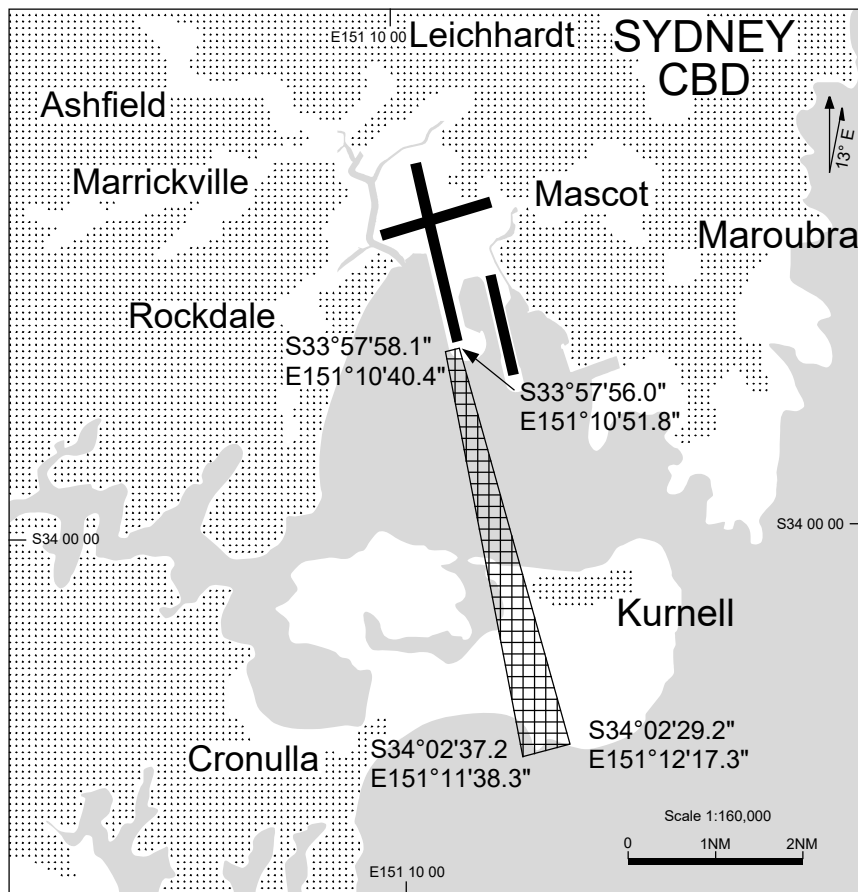 E151 10 00
Leichhardt
SYDNEY
CBD
Ashfield
13° E
Marrickville
Mascot
Maroubra
Rockdale
S33°57'58.1"
E151°10'40.4"
S33°57'56.0"
E151°10'51.8"
S34 00 00
S34 00 00
Kurnell
Cronulla
S34°02'37.2
E151°11'38.3"
S34°02'29.2"
E151°12'17.3"
Scale 1:160,000
0 1NM 2NM
E151 10 00